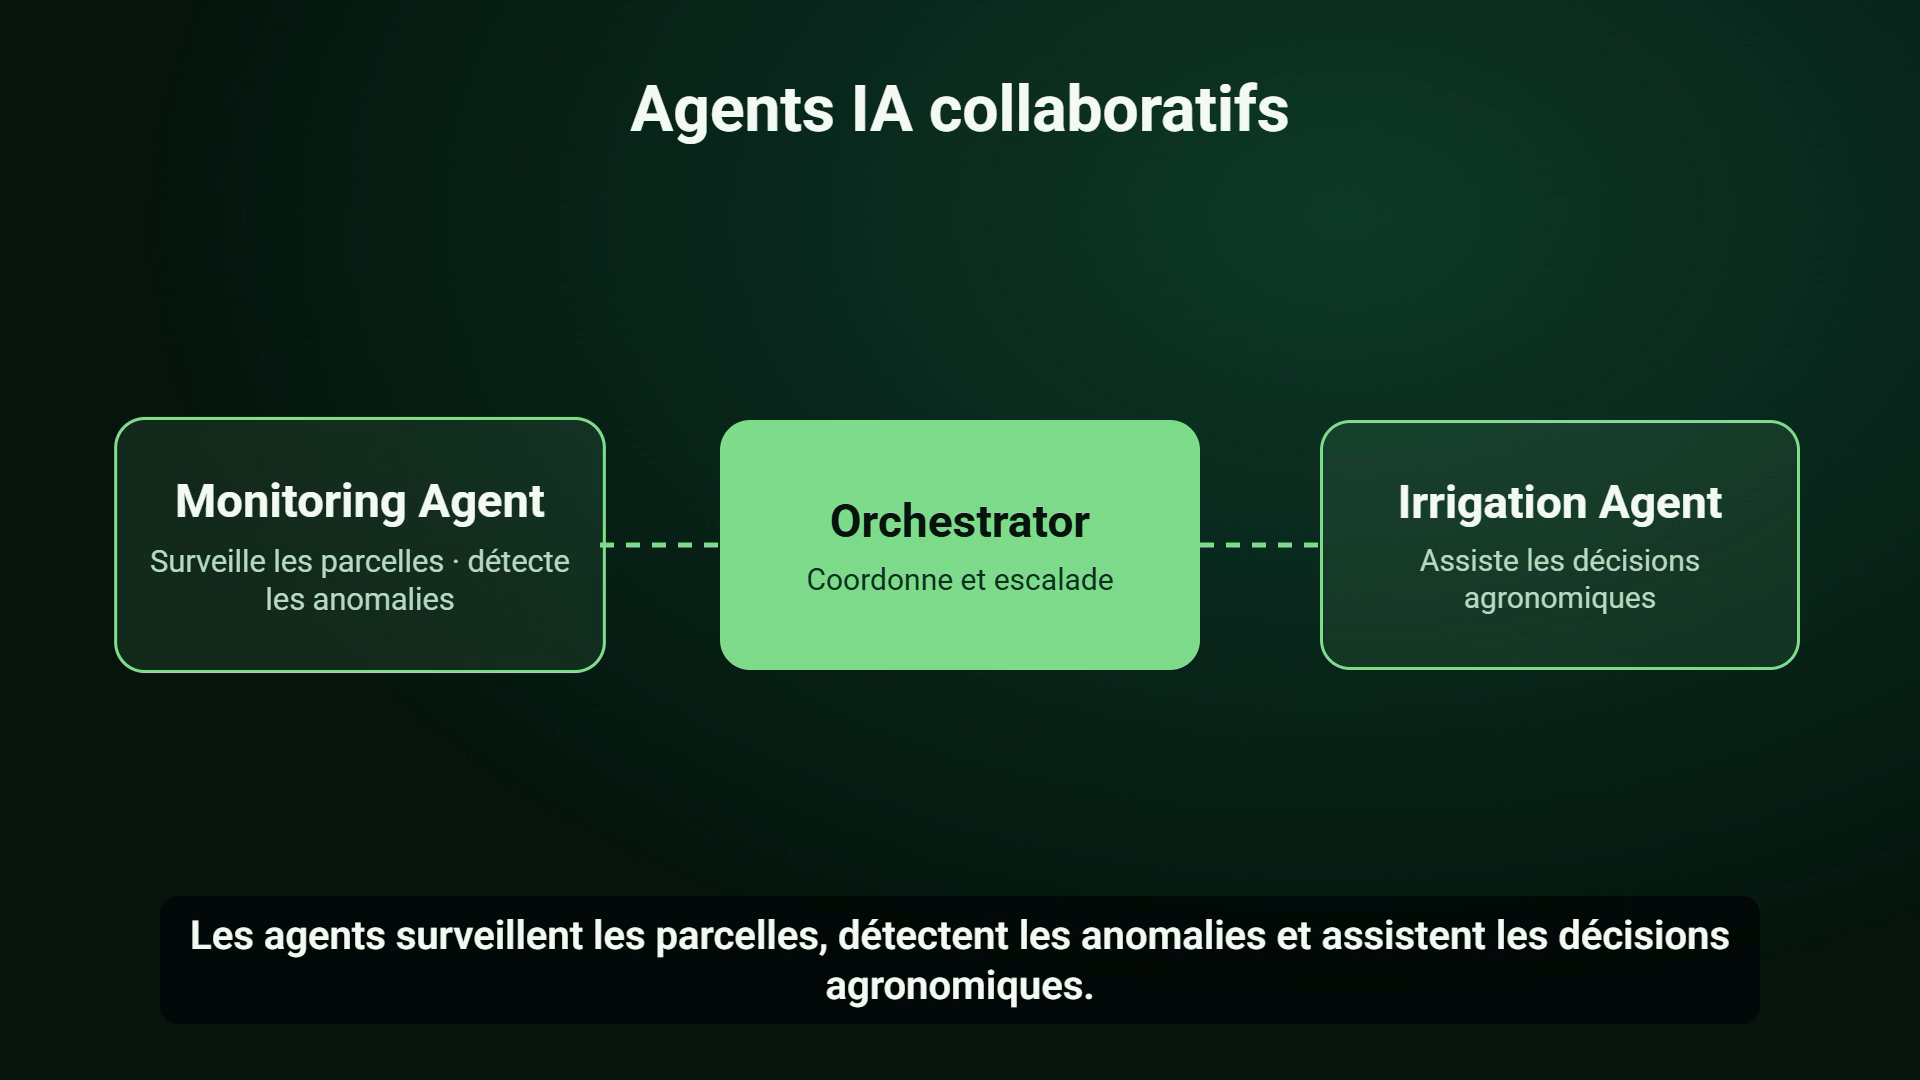 Agents IA collaboratifs
Monitoring Agent
Surveille les parcelles · détecte
les anomalies
Orchestrator
Coordonne et escalade
Irrigation Agent
Assiste les décisions
agronomiques
Les agents surveillent les parcelles, détectent les anomalies et assistent les décisions
agronomiques.